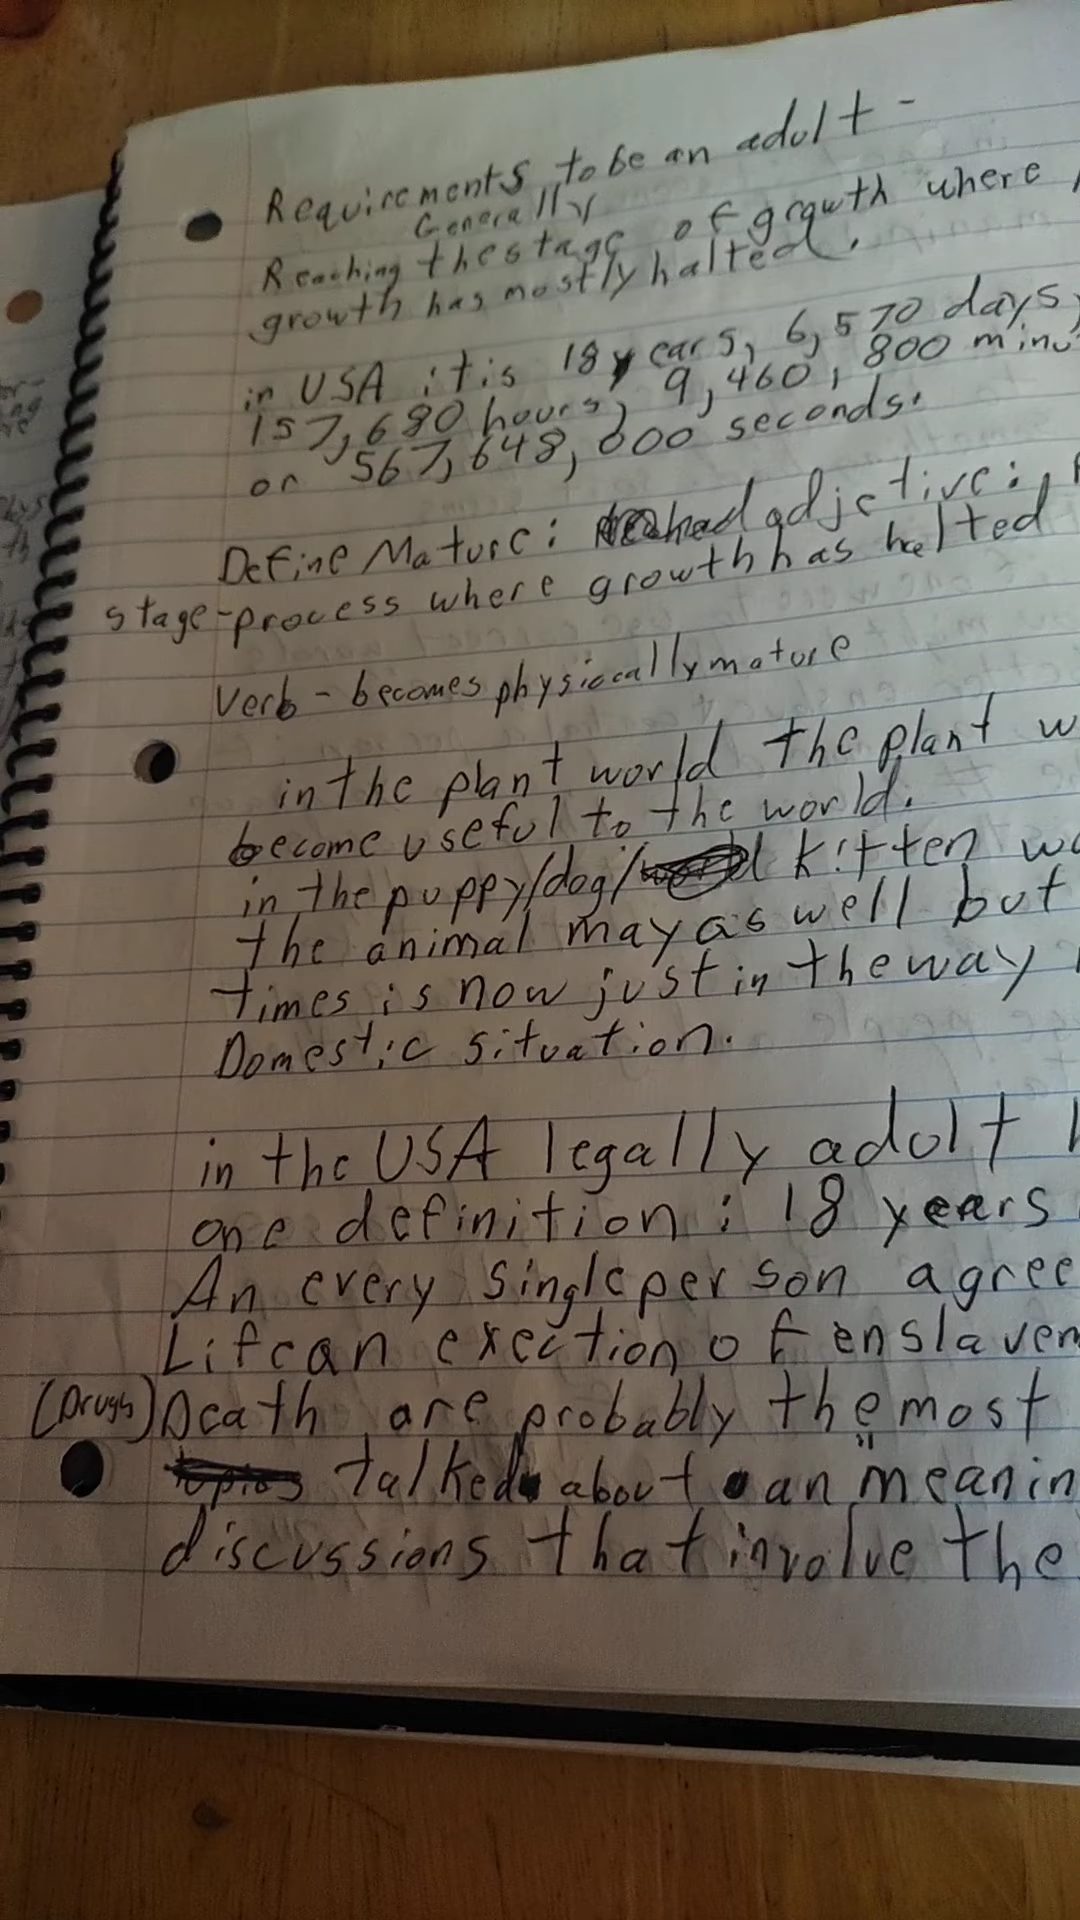 Requirements to be an adult -
Generally
Reaching the stage of growth where
growth has mostly halted.
in USA it is 18 years, 6,570 days,
157,680 hours, 9,460,800 minu
or 567,648,000 seconds.
Define Mature: adjective:
stage-process where growth has halted
Verb - becomes physically mature
in the plant world the plant w
become useful to the world.
in the puppy/dog/ kitten wo
the animal may as well but
times is now just in the way
Domestic situation.
in the USA legally adult
one definition: 18 years
An every single person agree
Lifean exection of enslavem
(Drugs) Death are probably the most
topics talked about an "meanin
discussions that involve the